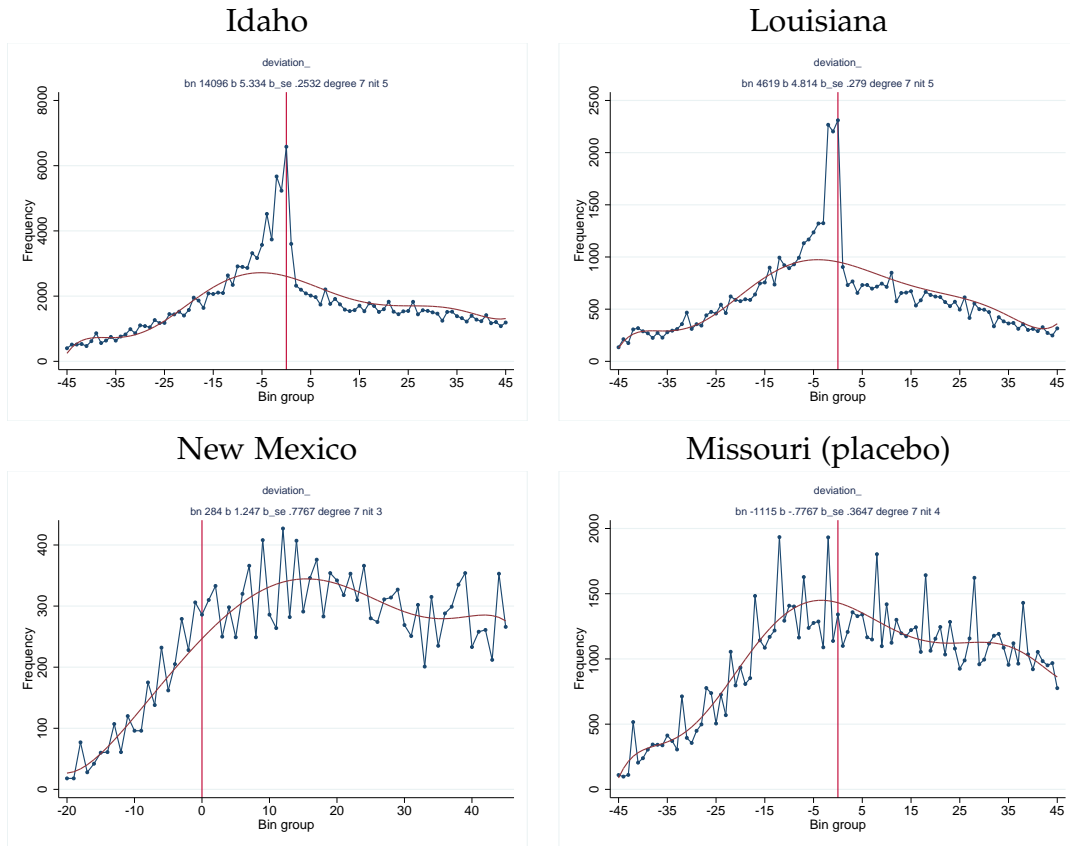 Idaho
deviation_
bn 14096 b 5.334 b_se .2532 degree 7 nit 5
Frequency
8000
6000
4000
2000
0
-45 -35 -25 -15 -5 5 15 25 35 45
Bin group
Louisiana
deviation_
bn 4619 b 4.814 b_se .279 degree 7 nit 5
Frequency
2500
2000
1500
1000
500
0
-45 -35 -25 -15 -5 5 15 25 35 45
Bin group
New Mexico
deviation_
bn 284 b 1.247 b_se .7767 degree 7 nit 3
Frequency
400
300
200
100
0
-20 -10 0 10 20 30 40
Bin group
Missouri (placebo)
deviation_
bn -1115 b -.7767 b_se .3647 degree 7 nit 4
Frequency
2000
1500
1000
500
0
-45 -35 -25 -15 -5 5 15 25 35 45
Bin group